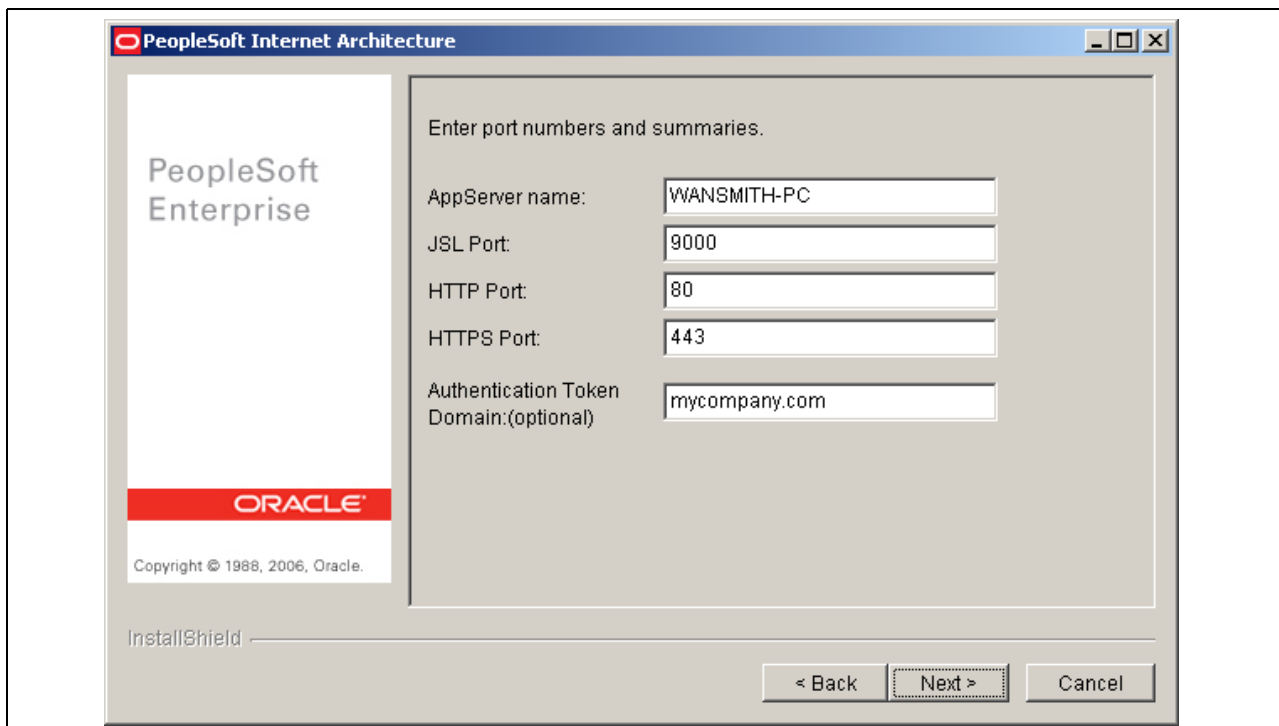 PeopleSoft Internet Architecture
PeopleSoft
Enterprise
ORACLE
Copyright © 1988, 2006, Oracle.
Enter port numbers and summaries.
AppServer name: WANSMITH-PC
JSL Port: 9000
HTTP Port: 80
HTTPS Port: 443
Authentication Token
Domain:(optional) mycompany.com
InstallShield
< Back Next > Cancel